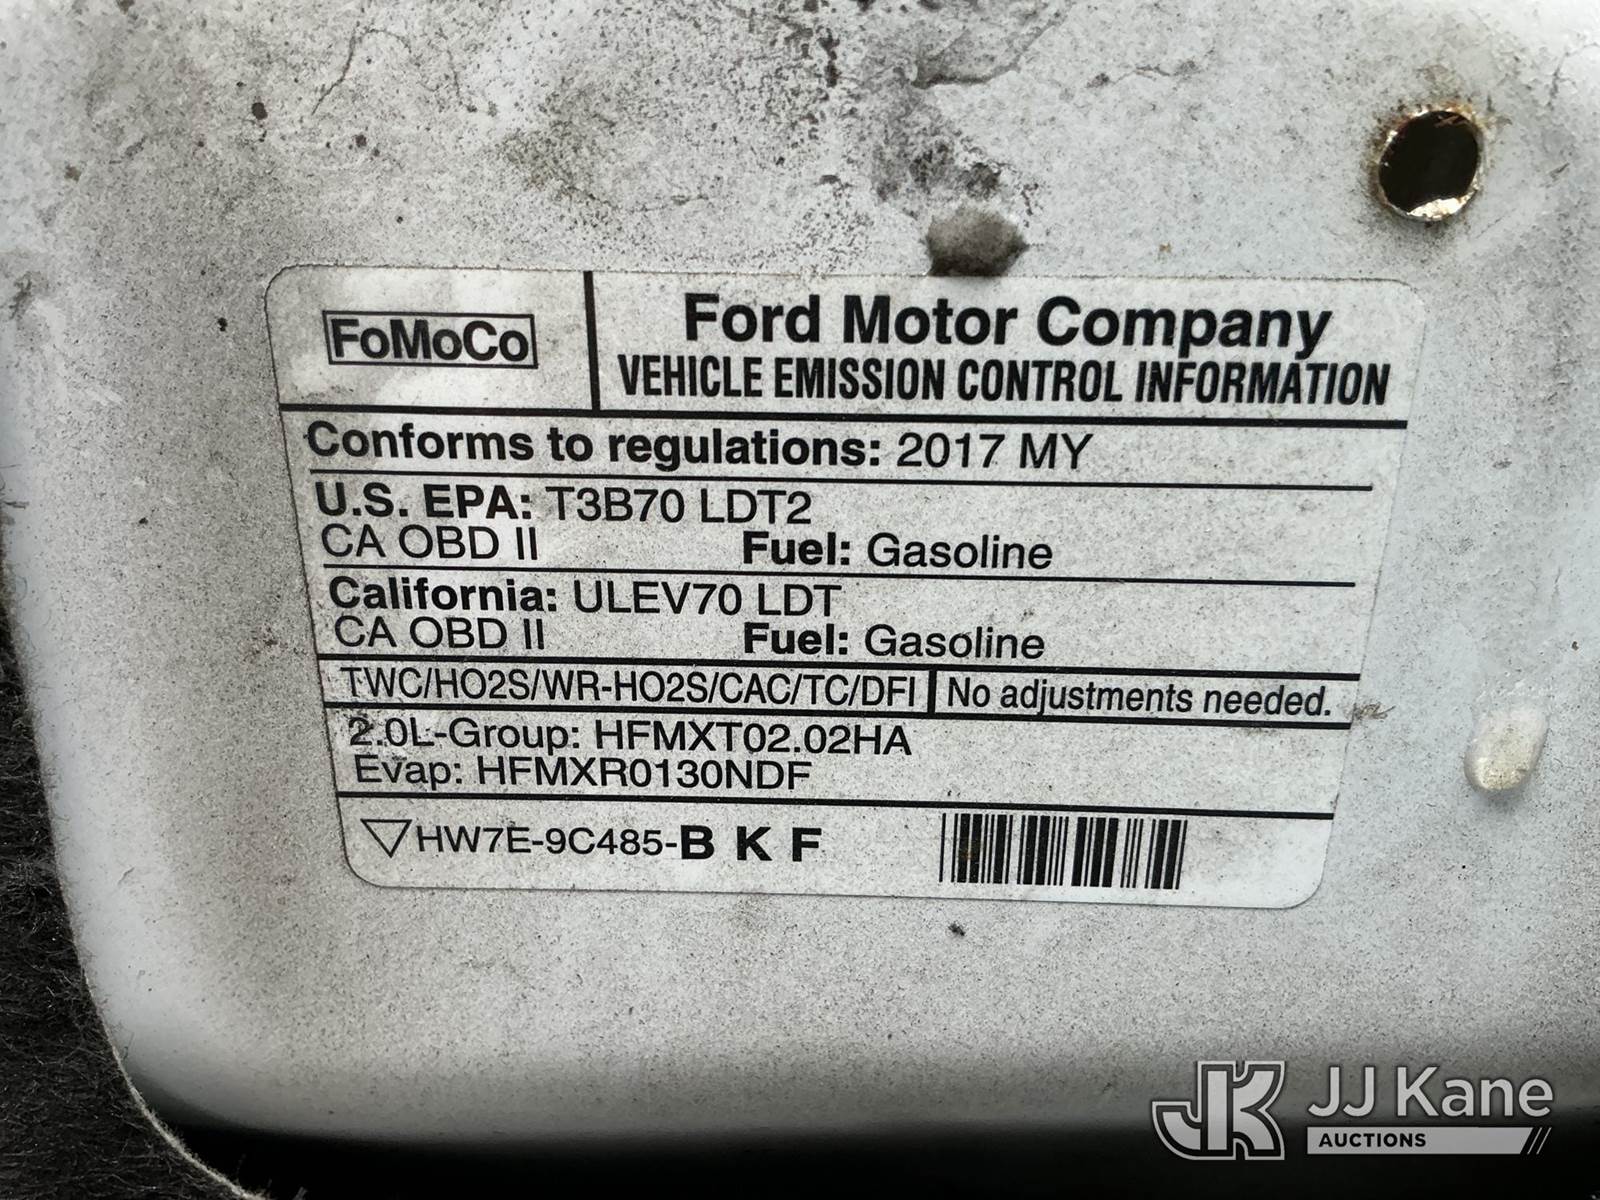 FoMoCo
Ford Motor Company
VEHICLE EMISSION CONTROL INFORMATION
Conforms to regulations: 2017 MY
U.S. EPA: T3B70 LDT2
CA OBD II Fuel: Gasoline
California: ULEV70 LDT
CA OBD II Fuel: Gasoline
TWC/HO2S/WR-HO2S/CAC/TC/DFI No adjustments needed.
2.0L-Group: HFMXT02.02HA
Evap: HFMXR0130NDF
HW7E-9C485-B K F
JK JJ Kane
AUCTIONS